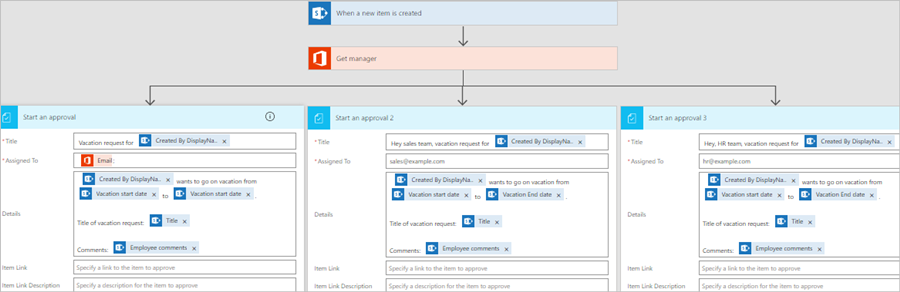 When a new item is created
Get manager
Start an approval
* Title
Vacation request for Created By DisplayNa.. x
* Assigned To
Email x
Details
Created By DisplayNa.. x wants to go on vacation from
Vacation start date x to Vacation start date x .
Title of vacation request: Title x
Comments: Employee comments x
Item Link
Specify a link to the item to approve
Item Link Description
Specify a description for the item to approve
Start an approval 2
* Title
Hey sales team, vacation request for Created By DisplayNa.. x
* Assigned To
sales@example.com
Details
Created By DisplayNa.. x wants to go on vacation from
Vacation start date x to Vacation End date x .
Title of vacation request: Title x
Comments: Employee comments x
Item Link
Specify a link to the item to approve
Item Link Description
Specify a description for the item to approve
Start an approval 3
* Title
Hey, HR team, vacation request for Created By DisplayNa.. x
* Assigned To
hr@example.com
Details
Created By DisplayNa.. x wants to go on vacation from
Vacation start date x to Vacation End date x .
Title of vacation request: Title x
Comments: Employee comments x
Item Link
Specify a link to the item to approve
Item Link Description
Specify a description for the item to approve